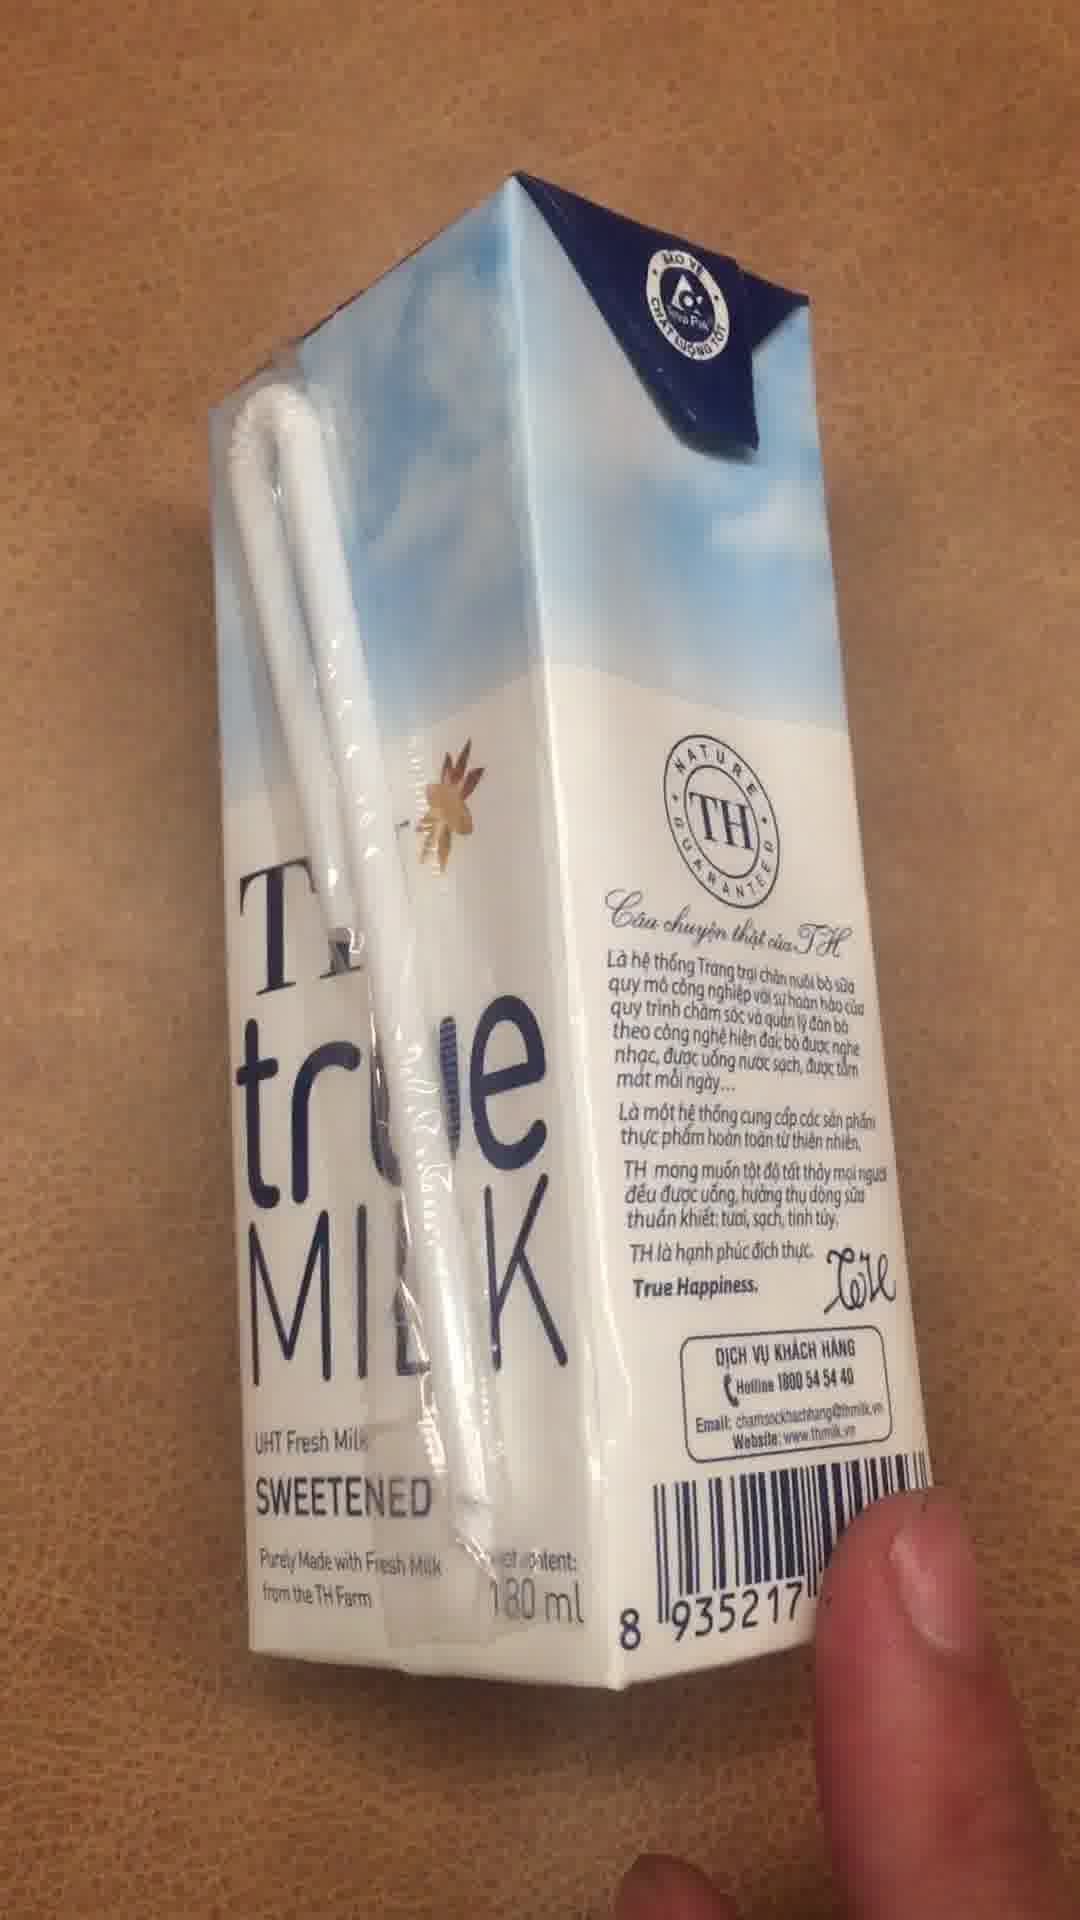 BẢO VỆ
CHẤT LƯỢNG TỐT
Tetra Pak
TH
true
MILK
UHT Fresh Milk
SWEETENED
Purely Made with Fresh Milk
from the TH Farm
180 ml
NATURE
TH
GUARANTEED
Câu chuyện thật của TH
Là hệ thống Trang trại chăn nuôi bò sữa
quy mô công nghiệp với sự hoàn hảo của
quy trình chăm sóc và quản lý đàn bò
theo công nghệ hiện đại; bò được nghe
nhạc, được uống nước sạch, được tắm
mát mỗi ngày...
Là một hệ thống cung cấp các sản phẩm
thực phẩm hoàn toàn từ thiên nhiên.
TH mong muốn tột độ tất thảy mọi người
đều được uống, hưởng thụ dòng sữa
thuần khiết: tươi, sạch, tinh túy.
TH là hạnh phúc đích thực.
True Happiness.
TH
DỊCH VỤ KHÁCH HÀNG
Hotline 1800 54 54 40
Email: chamsockhachhang@thmilk.vn
Website: www.thmilk.vn
8 935217